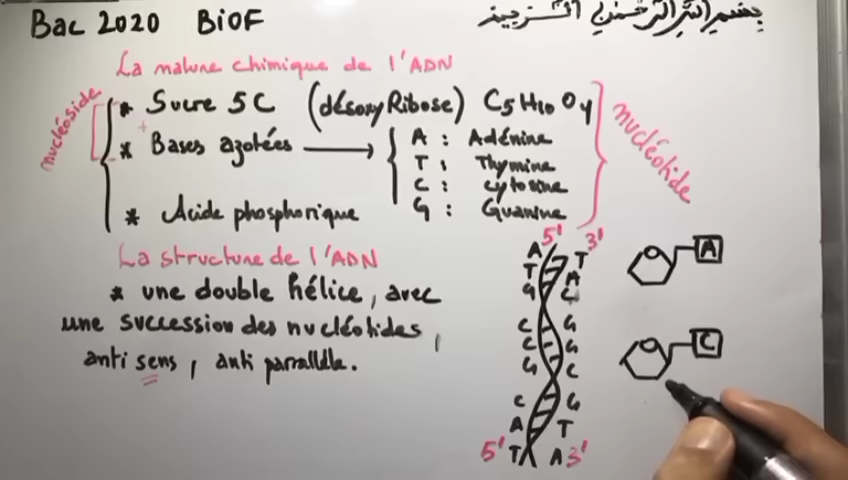 Bac 2020 BiOF
بسم الله الرحمن الرحيم
La nature chimique de l'ADN
nucléoside
* Sucre 5C (désoxyRibose) C5H10O4
* Bases azotées → A : Adénine
T : Thymine
C : cytosine
G : Guanine
* Acide phosphorique
nucléotide
La structure de l'ADN
* une double hélice, avec
une succession des nucléotides,
anti sens, anti parallèle.
5' 3'
A T
T A
G C
C G
C G
G C
C G
A T
5' T A 3'
A
C